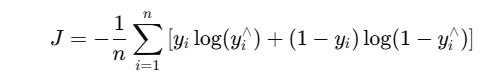 J = -\frac{1}{n} \sum_{i=1}^{n} [y_i \log(y_i^\wedge) + (1 - y_i) \log(1 - y_i^\wedge)]